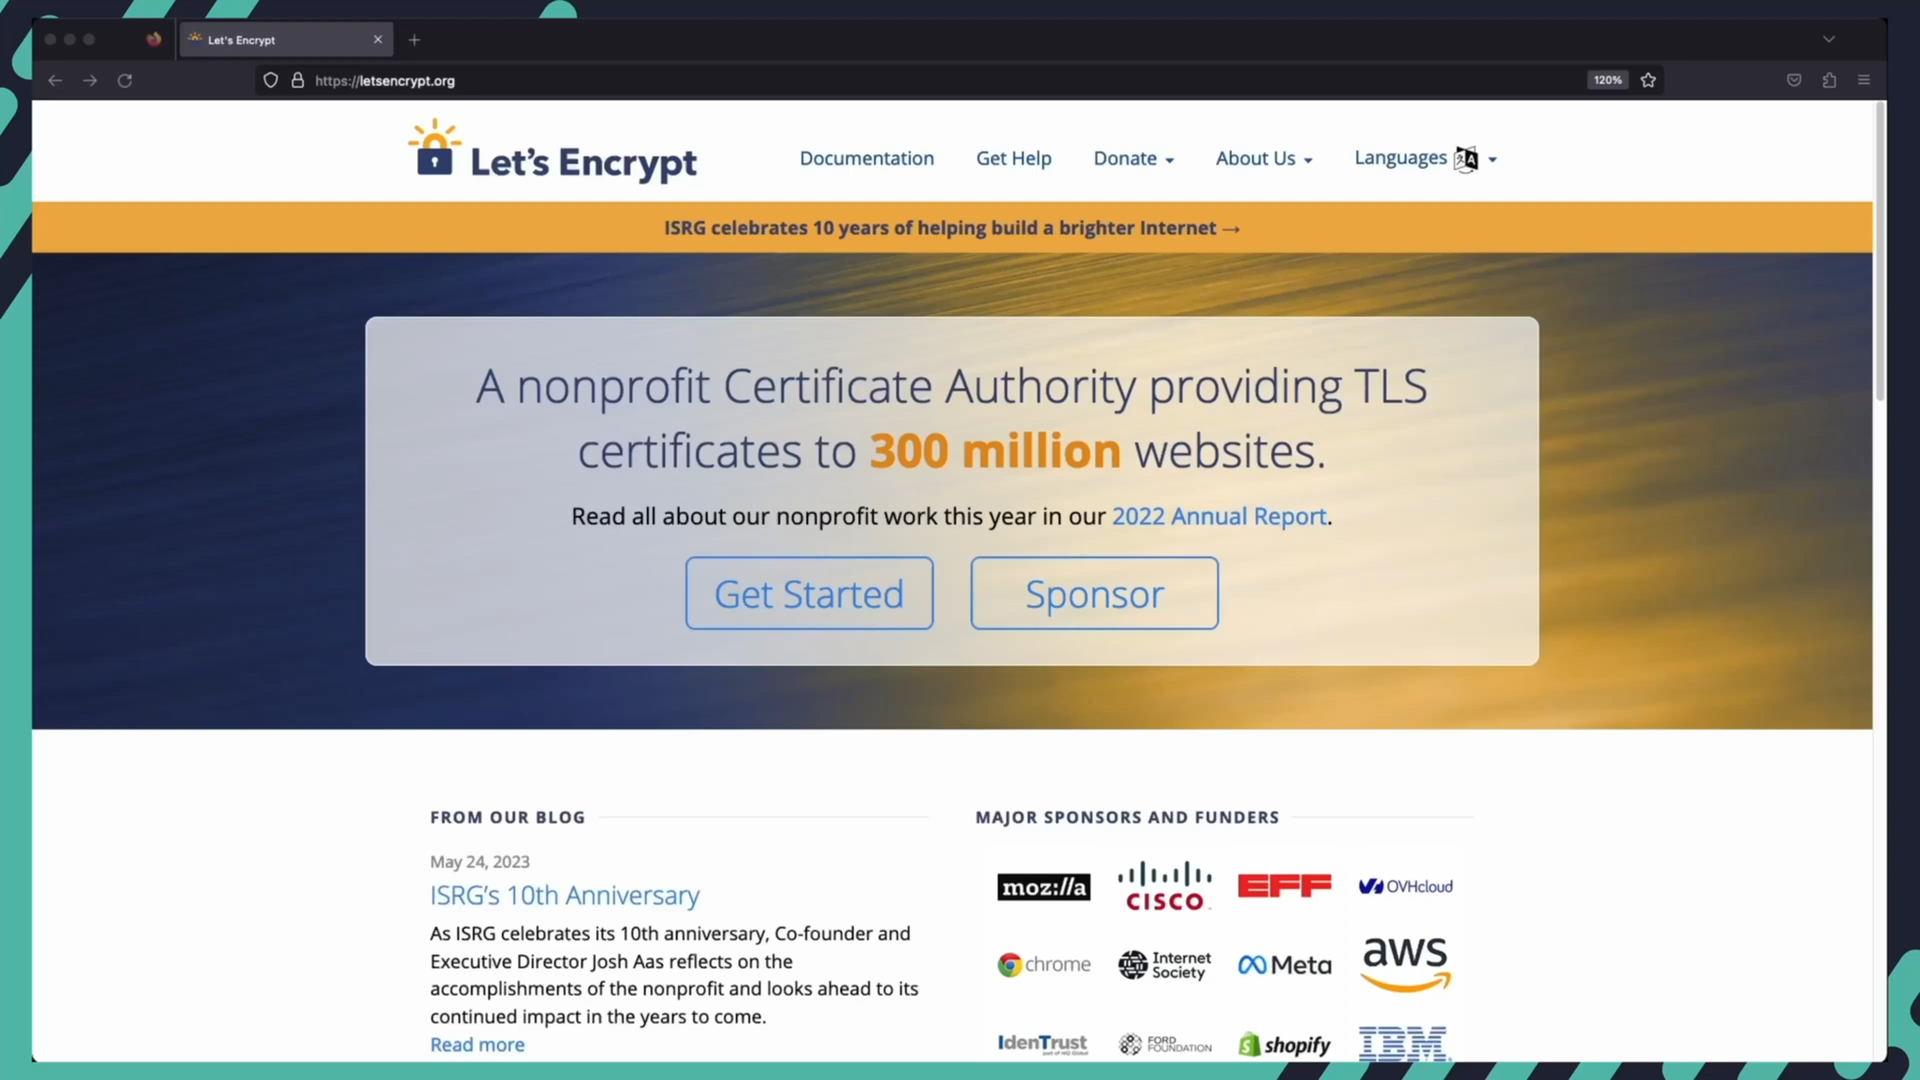 Let's Encrypt
https://letsencrypt.org
120%
Let's Encrypt
Documentation
Get Help
Donate
About Us
Languages
ISRG celebrates 10 years of helping build a brighter Internet →
A nonprofit Certificate Authority providing TLS
certificates to 300 million websites.
Read all about our nonprofit work this year in our 2022 Annual Report.
Get Started
Sponsor
FROM OUR BLOG
May 24, 2023
ISRG's 10th Anniversary
As ISRG celebrates its 10th anniversary, Co-founder and
Executive Director Josh Aas reflects on the
accomplishments of the nonprofit and looks ahead to its
continued impact in the years to come.
Read more
MAJOR SPONSORS AND FUNDERS
moz://a
CISCO
EFF
OVHcloud
chrome
Internet
Society
Meta
aws
IdenTrust
FORD
FOUNDATION
shopify
IBM